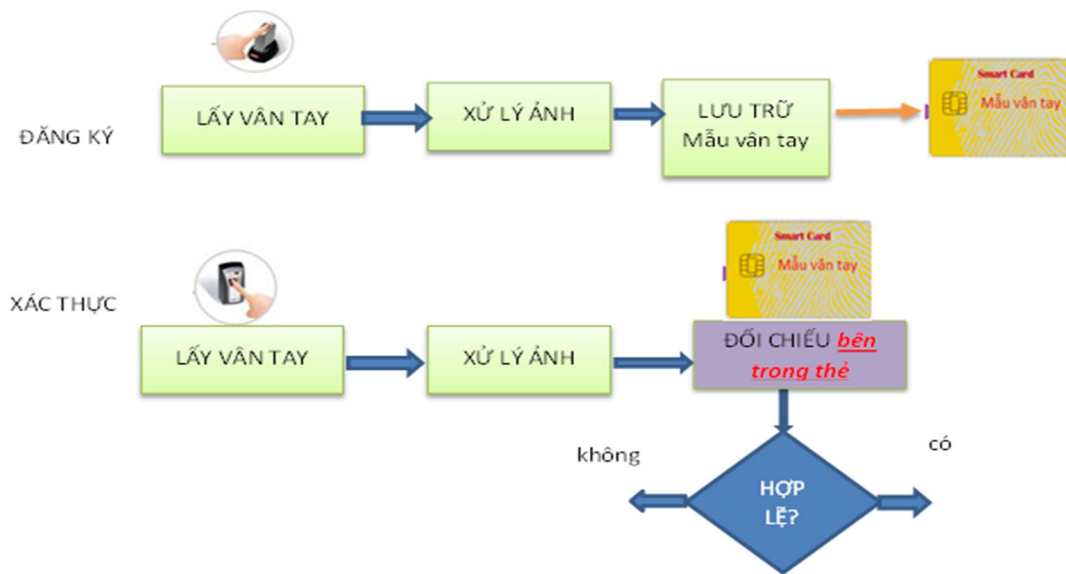 LẤY VÂN TAY
XỬ LÝ ẢNH
LƯU TRỮ
Mẫu vân tay
Smart Card
Mẫu vân tay
ĐĂNG KÝ
Smart Card
Mẫu vân tay
XÁC THỰC
LẤY VÂN TAY
XỬ LÝ ẢNH
ĐỐI CHIẾU bên
trong thẻ
không
có
HỢP
LỆ?